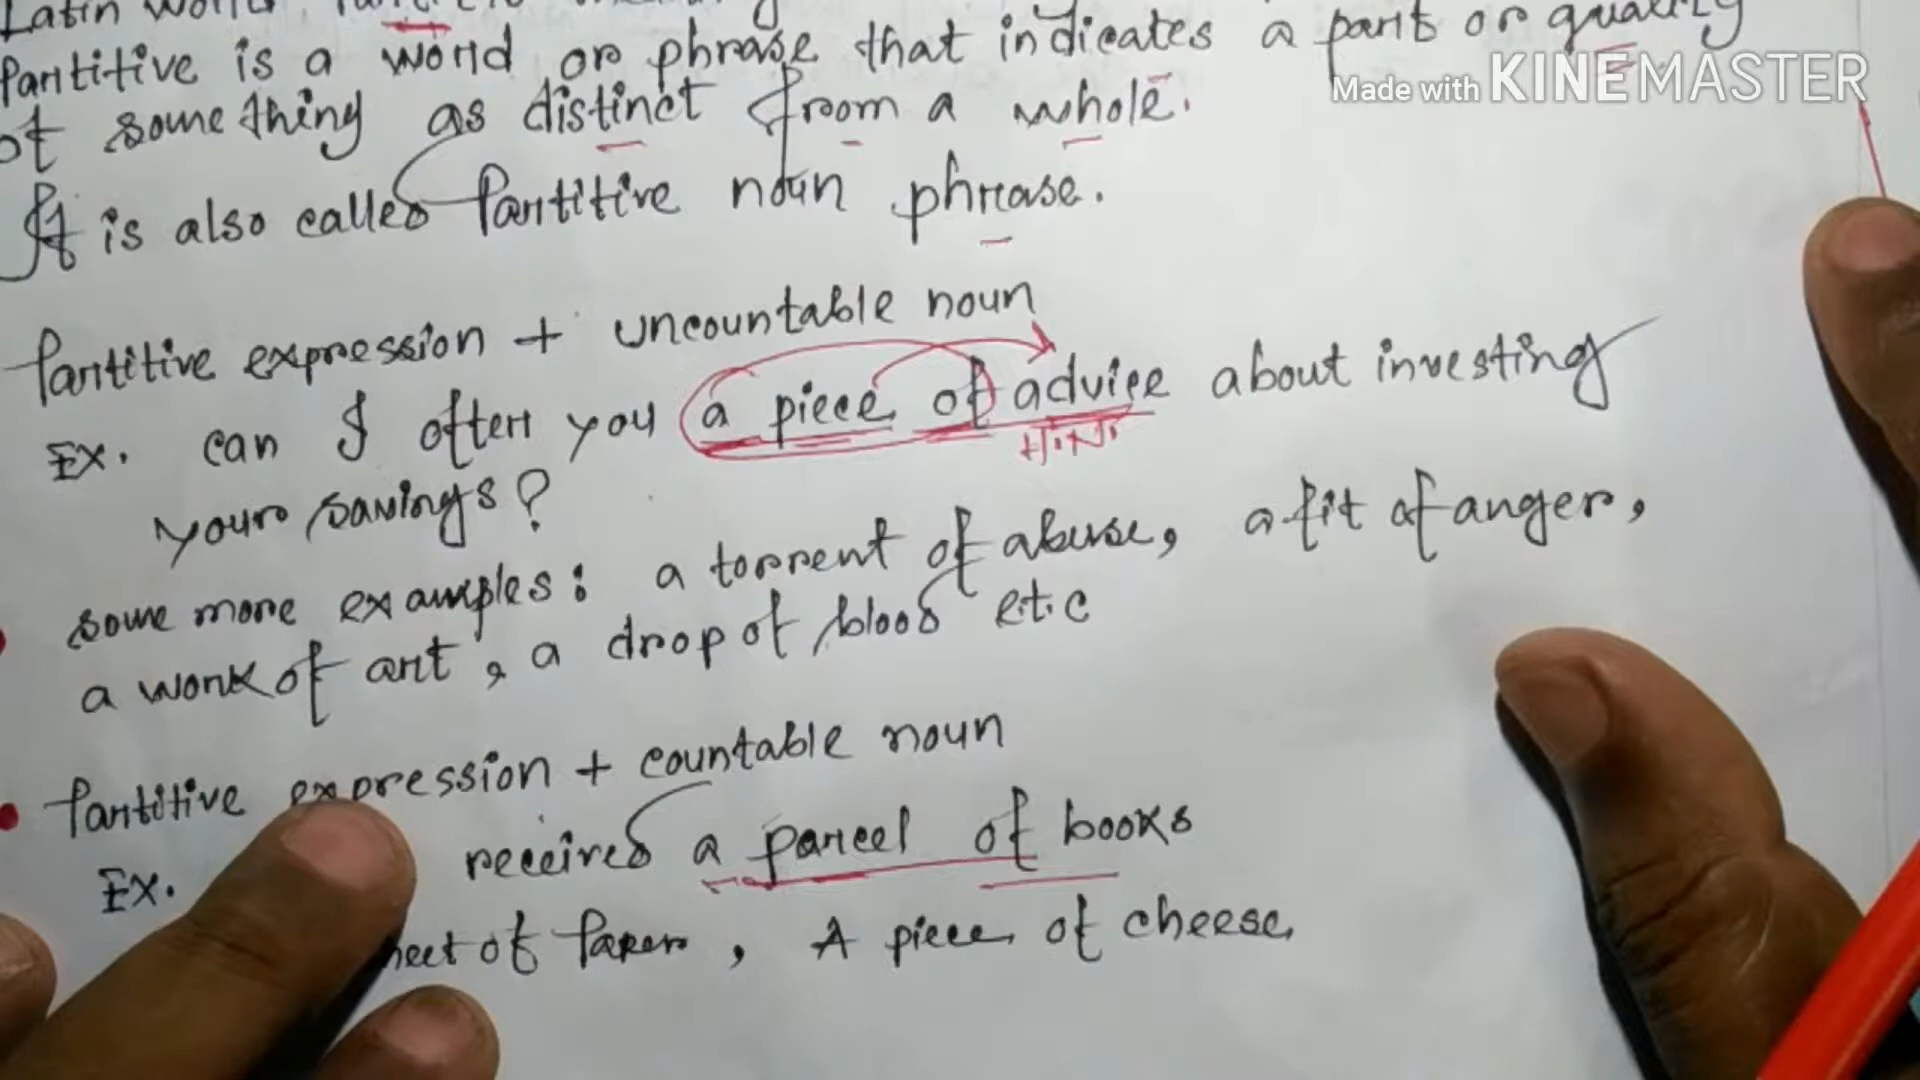 Latin word
Partitive is a word or phrase that indicates a part or quality
of something as distinct from a whole.
It is also called Partitive noun phrase.
Partitive expression + uncountable noun
Ex. can I offer you a piece of advice about investing
your savings?
some more examples: a torrent of abuse, a fit of anger,
a work of art, a drop of blood etc
Partitive expression + countable noun
Ex. received a parcel of books
heet of Paper, A piece of cheese
Made with KINEMASTER